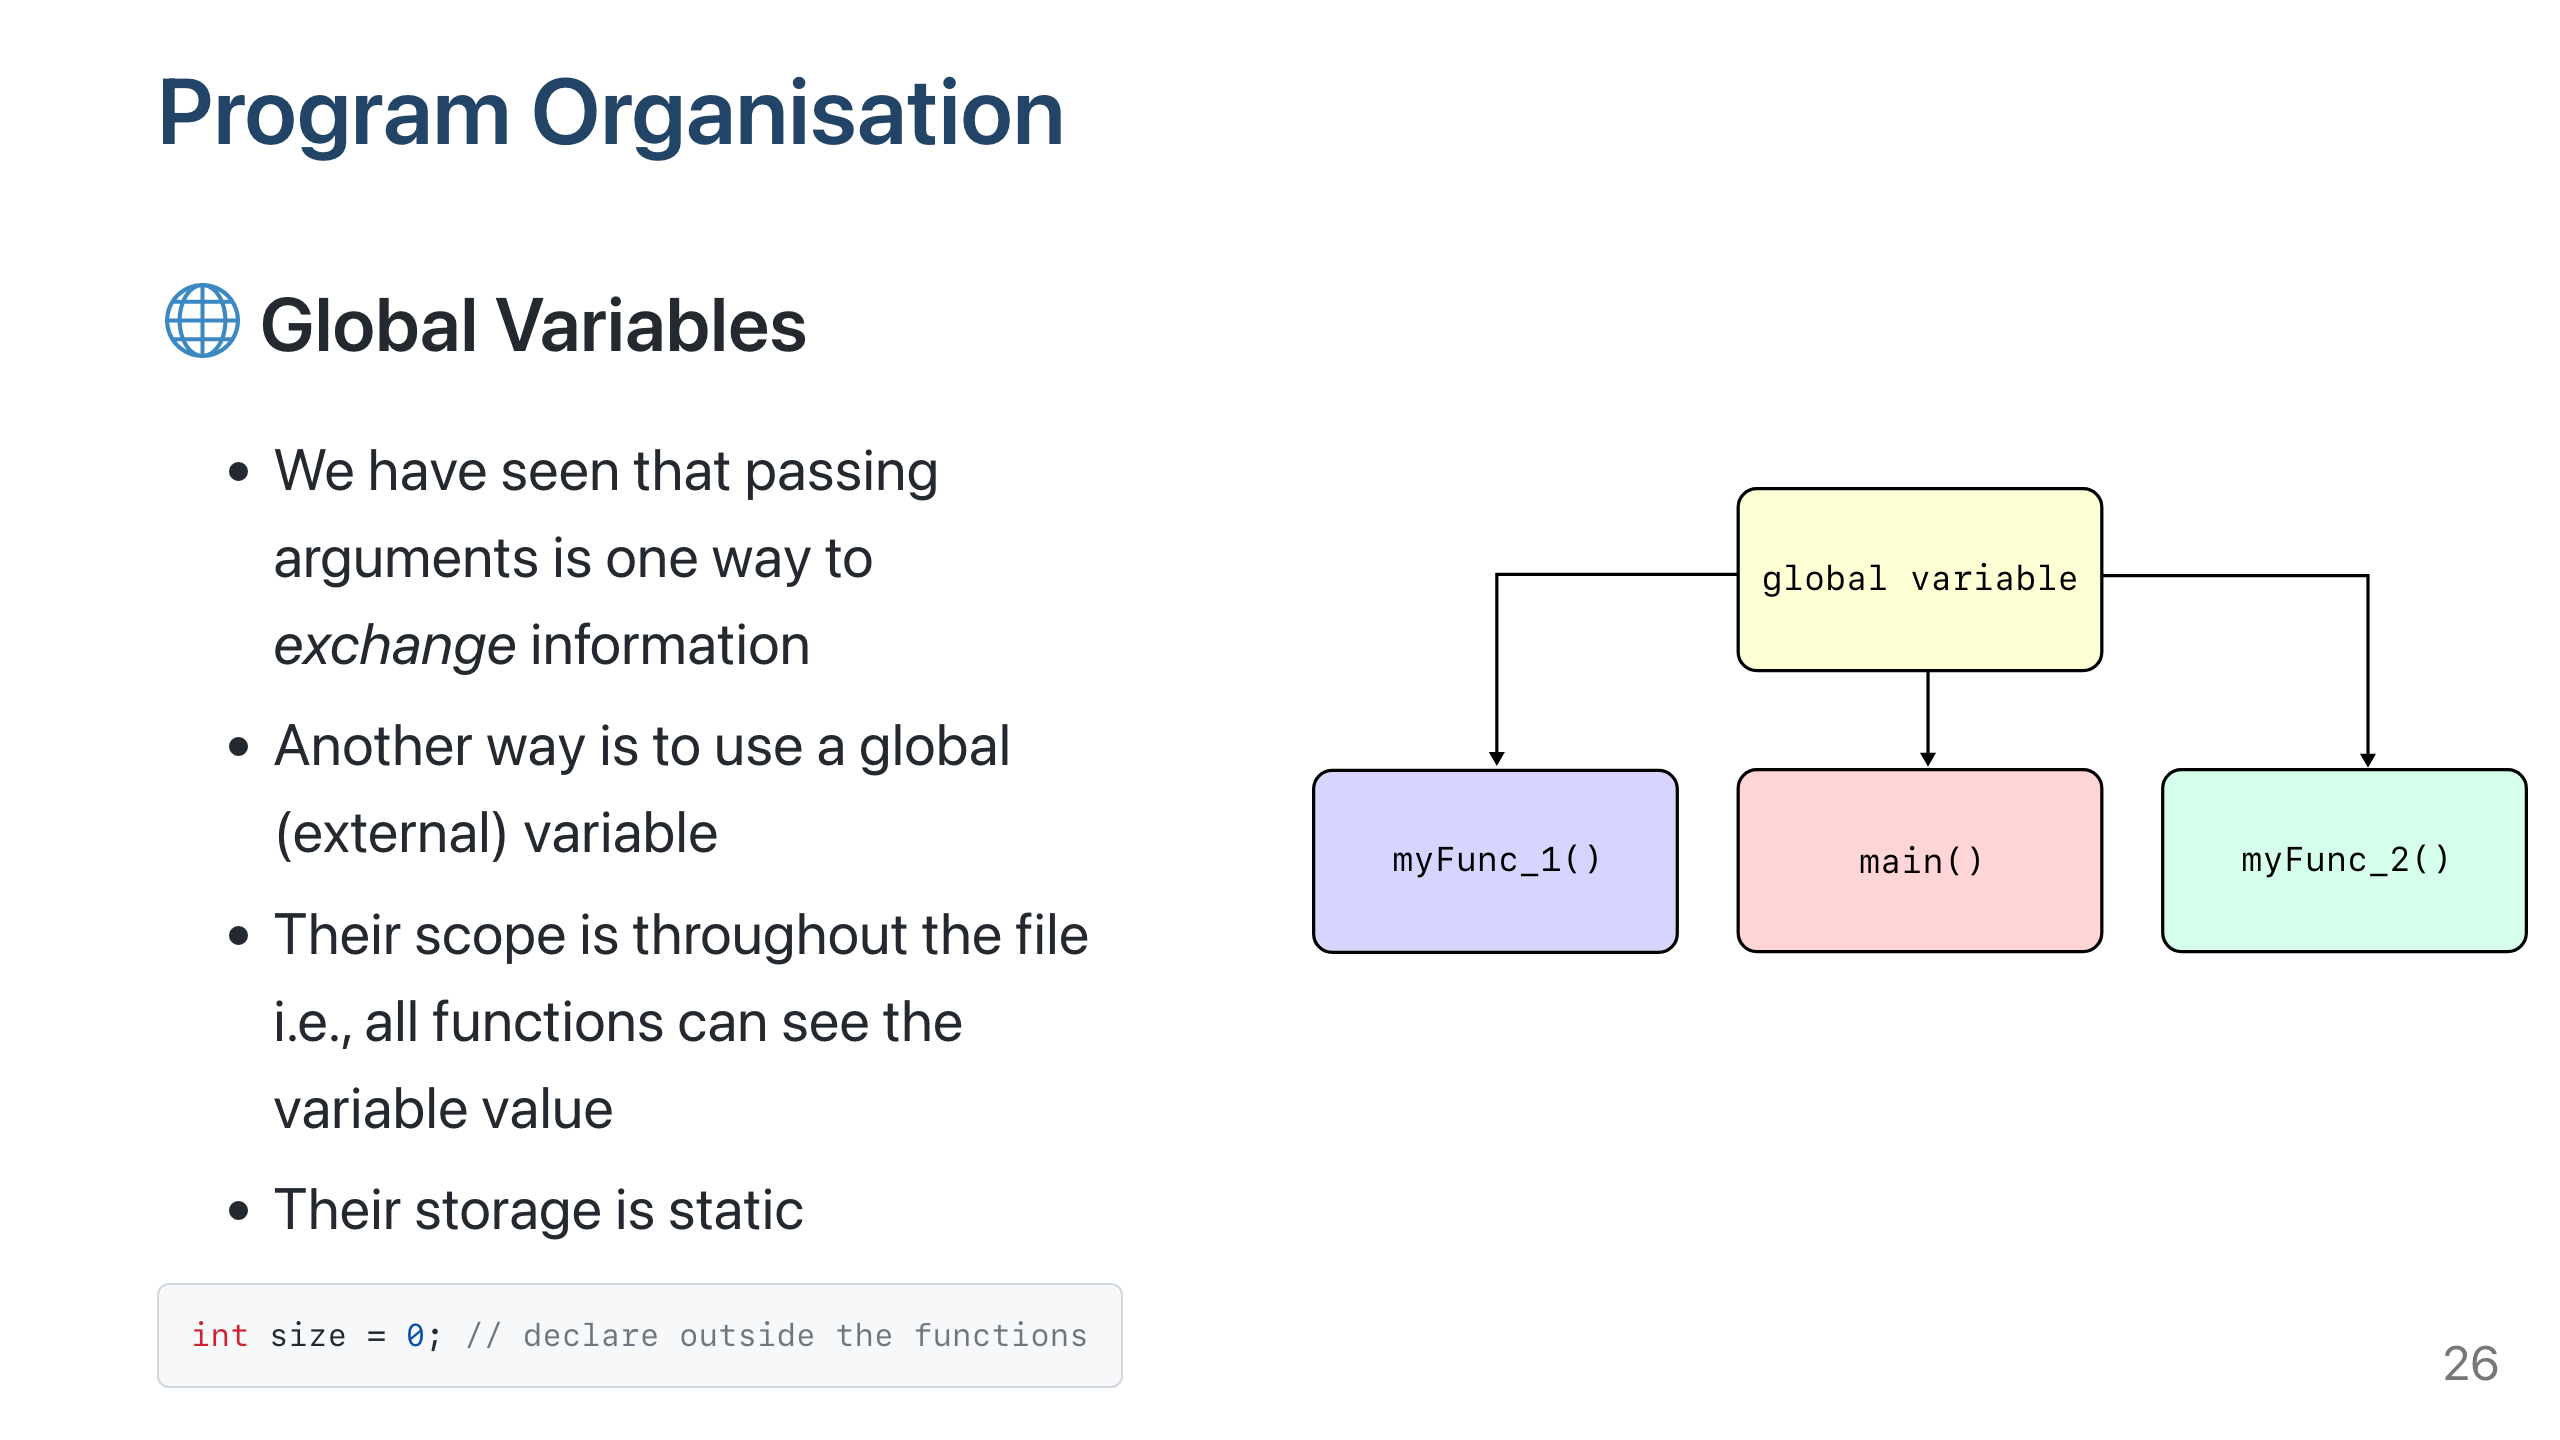 Program Organisation
Global Variables
We have seen that passing
arguments is one way to
exchange information
Another way is to use a global
(external) variable
Their scope is throughout the file
i.e., all functions can see the
variable value
Their storage is static
int size = 0; // declare outside the functions
global variable
myFunc_1()
main()
myFunc_2()
26